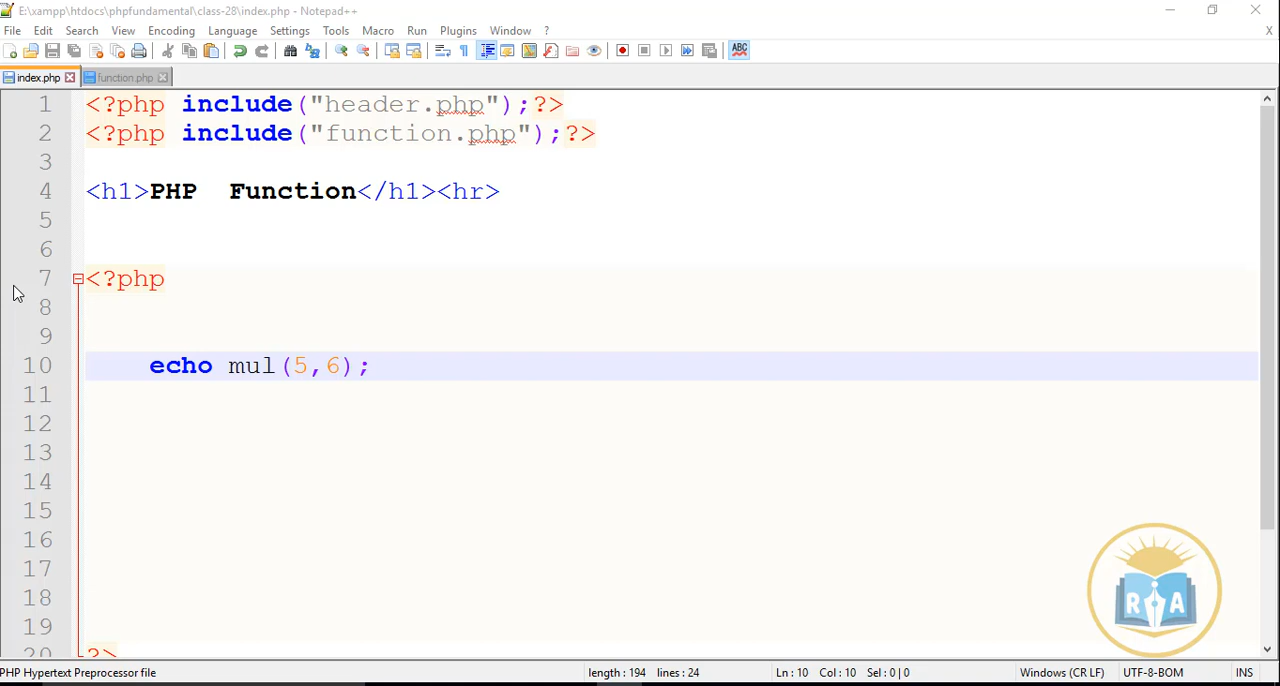 E:\xampp\htdocs\phpfundamental\class-28\index.php - Notepad++
File Edit Search View Encoding Language Settings Tools Macro Run Plugins Window ? X
ABC
index.php function.php
1 <?php include("header.php");?>
2 <?php include("function.php");?>
3
4 <h1>PHP  Function</h1><hr>
5
6
7 <?php
8
9
10 echo mul(5,6);
11
12
13
14
15
16
17
18
19
20 ?>
R A
PHP Hypertext Preprocessor file length : 194 lines : 24 Ln : 10 Col : 10 Sel : 0 | 0 Windows (CR LF) UTF-8-BOM INS